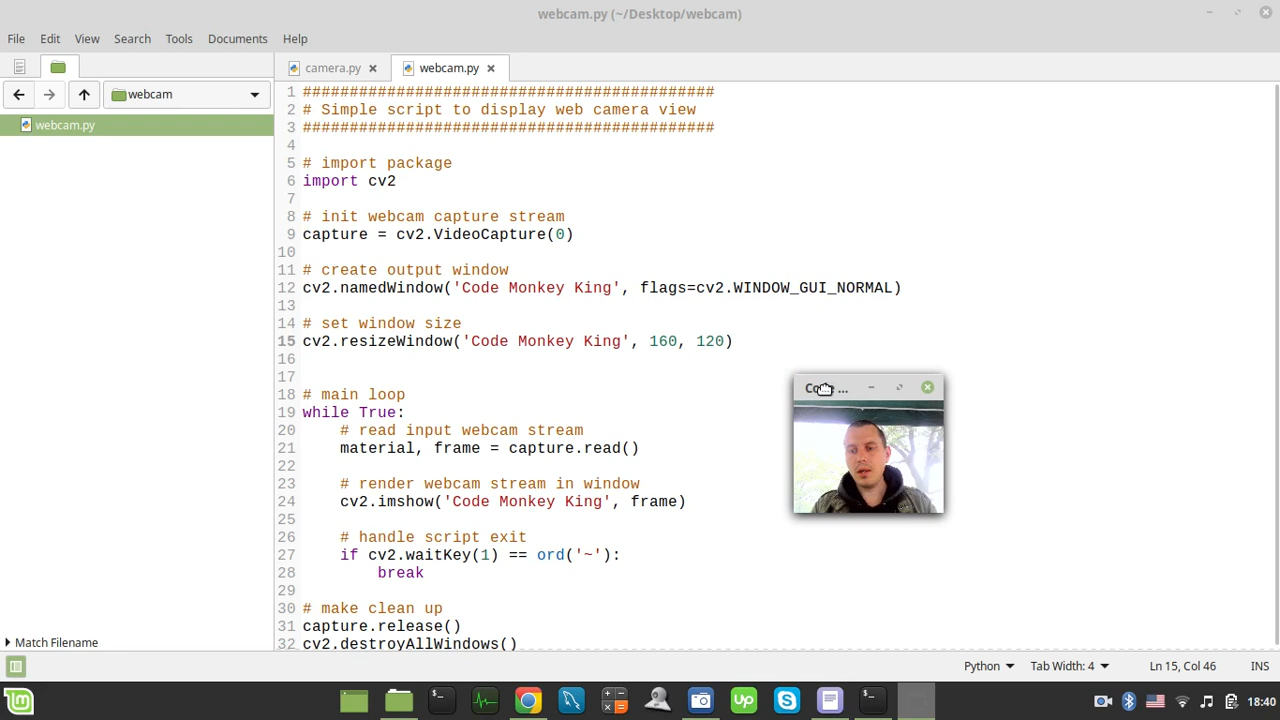 webcam.py (~/Desktop/webcam)
File Edit View Search Tools Documents Help
camera.py webcam.py
webcam
webcam.py
1 ############################################
2 # Simple script to display web camera view
3 ############################################
4
5 # import package
6 import cv2
7
8 # init webcam capture stream
9 capture = cv2.VideoCapture(0)
10
11 # create output window
12 cv2.namedWindow('Code Monkey King', flags=cv2.WINDOW_GUI_NORMAL)
13
14 # set window size
15 cv2.resizeWindow('Code Monkey King', 160, 120)
16
17
18 # main loop
19 while True:
20     # read input webcam stream
21     material, frame = capture.read()
22
23     # render webcam stream in window
24     cv2.imshow('Code Monkey King', frame)
25
26     # handle script exit
27     if cv2.waitKey(1) == ord('~'):
28         break
29
30 # make clean up
31 capture.release()
32 cv2.destroyAllWindows()
Match Filename
Python Tab Width: 4 Ln 15, Col 46 INS
18:40